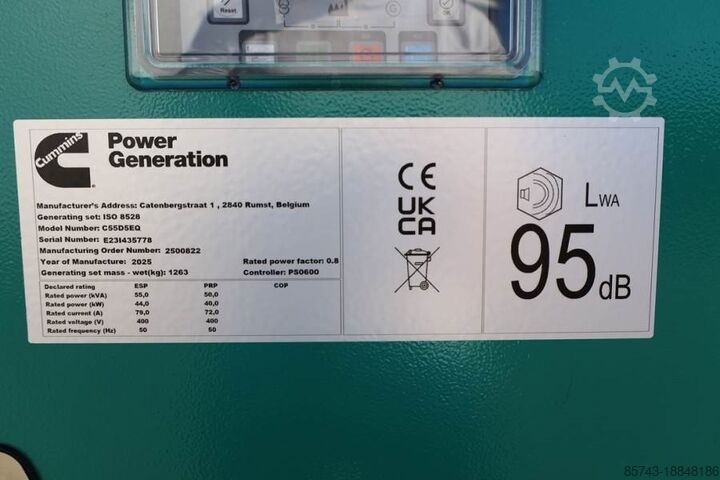 Reset
OK
Cummins
Power
Generation
Manufacturer's Address: Catenbergstraat 1 , 2840 Rumst, Belgium
Generating set: ISO 8528
Model Number: C55D5EQ
Serial Number: E23I435778
Manufacturing Order Number: 2500822
Year of Manufacture: 2025 Rated power factor: 0.8
Generating set mass - wet(kg): 1263 Controller: PS0600
Declared rating ESP PRP COP
Rated power (kVA) 55,0 50,0
Rated power (kW) 44,0 40,0
Rated current (A) 79,0 72,0
Rated voltage (V) 400 400
Rated frequency (Hz) 50 50
CE
UK
CA
LWA
95 dB
85743-18848186